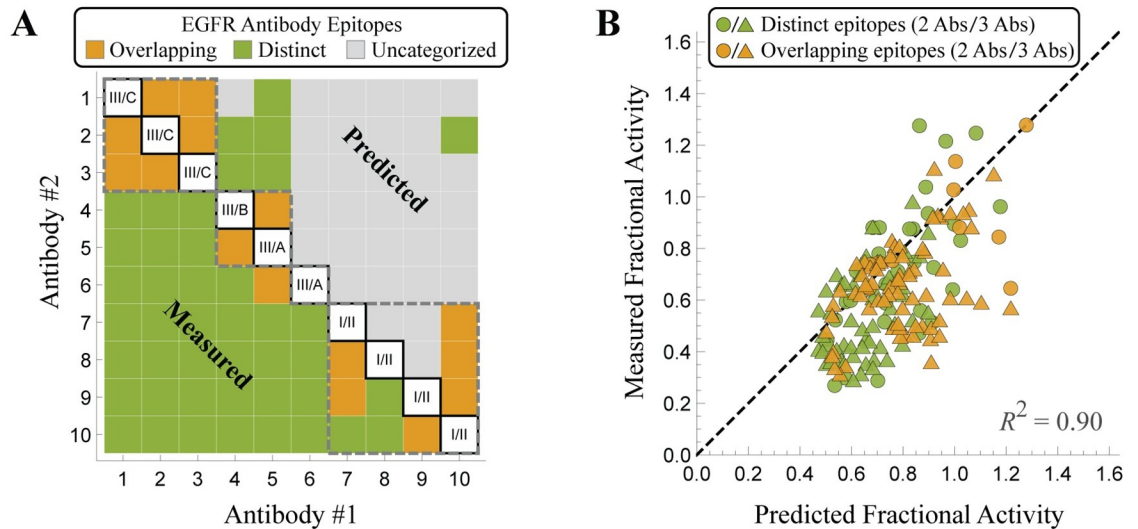 A
EGFR Antibody Epitopes
Overlapping Distinct Uncategorized
Antibody #2
1
2
3
4
5
6
7
8
9
10
III/C
III/C
III/C
III/B
III/A
III/A
I/II
I/II
I/II
I/II
Predicted
Measured
1 2 3 4 5 6 7 8 9 10
Antibody #1
B
Distinct epitopes (2 Abs/3 Abs)
Overlapping epitopes (2 Abs/3 Abs)
Measured Fractional Activity
1.6
1.4
1.2
1.0
0.8
0.6
0.4
0.2
0.0
R² = 0.90
0.0 0.2 0.4 0.6 0.8 1.0 1.2 1.4 1.6
Predicted Fractional Activity